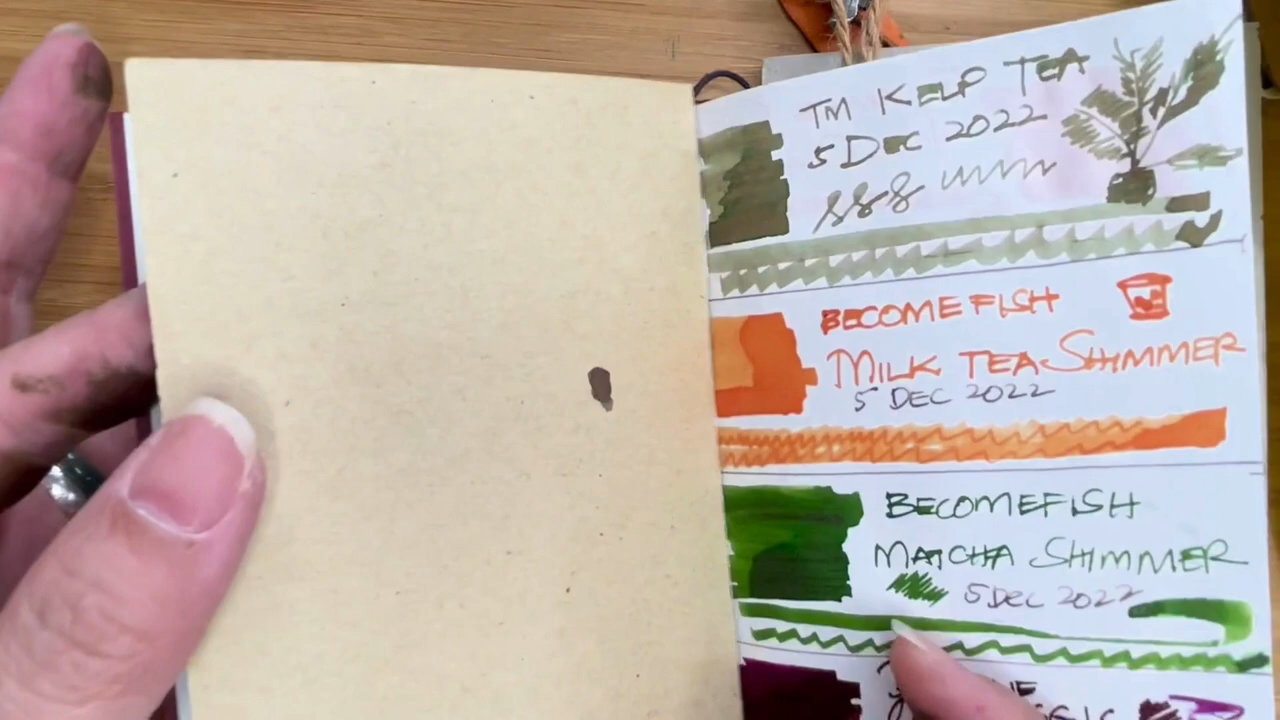 TM KELP TEA
5 DEC 2022
BECOMEFISH
MILK TEA SHIMMER
5 DEC 2022
BECOMEFISH
MATCHA SHIMMER
5 DEC 2022